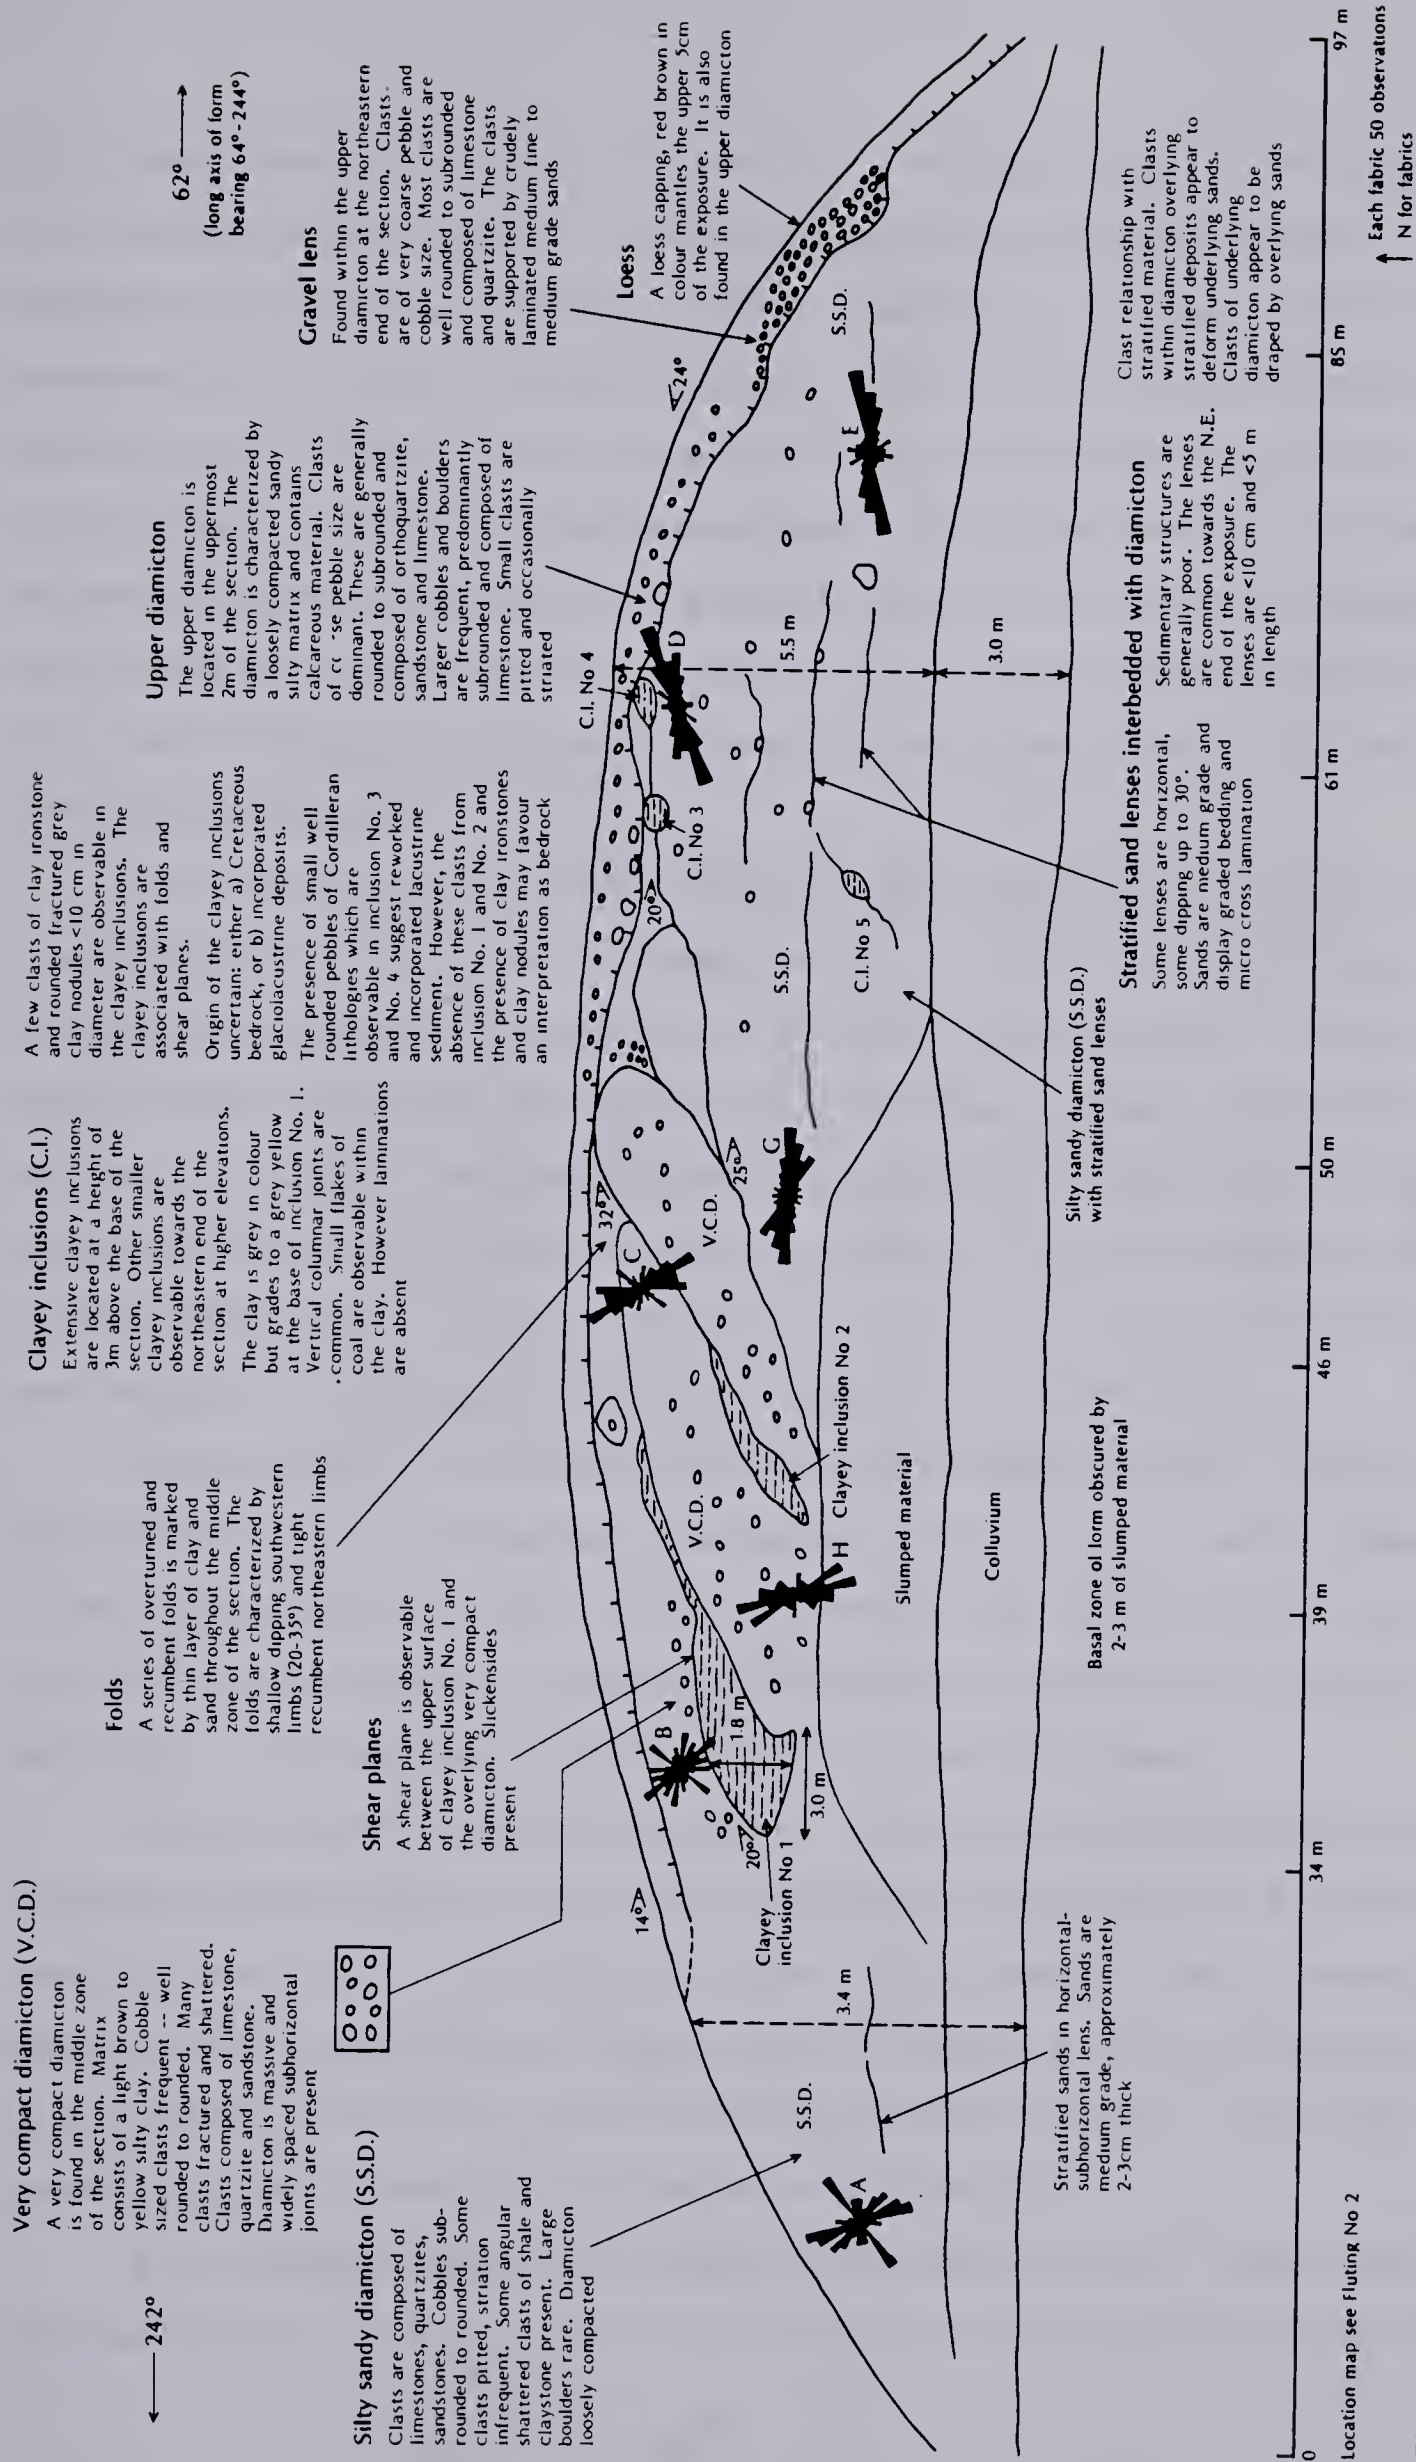 Very compact diamicton (V.C.D.)
A very compact diamicton
is found in the middle zone
of the section. Matrix
consists of a light brown to
yellow silty clay. Cobble
sized clasts frequent -- well
rounded to rounded. Many
clasts fractured and shattered.
Clasts composed of limestone,
quartzite and sandstone.
Diamicton is massive and
widely spaced subhorizontal
joints are present
242°
Silty sandy diamicton (S.S.D.)
Clasts are composed of
limestones, quartzites,
sandstones. Cobbles sub-
rounded to rounded. Some
clasts pitted, striation
infrequent. Some angular
shattered clasts of shale and
claystone present. Large
boulders rare. Diamicton
loosely compacted
Folds
A series of overturned and
recumbent folds is marked
by thin layer of clay and
sand throughout the middle
zone of the section. The
folds are characterized by
shallow dipping southwestern
limbs (20-35°) and tight
recumbent northeastern limbs
Shear planes
A shear plane is observable
between the upper surface
of clayey inclusion No. 1 and
the overlying very compact
diamicton. Slickensides
present
Clayey inclusions (C.I.)
Extensive clayey inclusions
are located at a height of
3m above the base of the
section. Other smaller
clayey inclusions are
observable towards the
northeastern end of the
section at higher elevations.
The clay is grey in colour
but grades to a grey yellow
at the base of inclusion No. 1.
Vertical columnar joints are
common. Small flakes of
coal are observable within
the clay. However laminations
are absent
A few clasts of clay ironstone
and rounded fractured grey
clay nodules <10 cm in
diameter are observable in
the clayey inclusions. The
clayey inclusions are
associated with folds and
shear planes.
Origin of the clayey inclusions
uncertain: either a) Cretaceous
bedrock, or b) incorporated
glaciolacustrine deposits.
The presence of small well
rounded pebbles of Cordilleran
lithologies which are
observable in inclusion No. 3
and No. 4 suggest reworked
and incorporated lacustrine
sediment. However, the
absence of these clasts from
inclusion No. 1 and No. 2 and
the presence of clay ironstones
and clay nodules may favour
an interpretation as bedrock
Upper diamicton
The upper diamicton is
located in the uppermost
2m of the section. The
diamicton is characterized by
a loosely compacted sandy
silty matrix and contains
calcareous material. Clasts
of se pebble size are
dominant. These are generally
rounded to subrounded and
composed of orthoquartzite,
sandstone and limestone.
Larger cobbles and boulders
are frequent, predominantly
subrounded and composed of
limestone. Small clasts are
pitted and occasionally
striated
62°
(long axis of form
bearing 64°-244°)
Gravel lens
Found within the upper
diamicton at the northeastern
end of the section. Clasts
are of very coarse pebble and
cobble size. Most clasts are
well rounded to subrounded
and composed of limestone
and quartzite. The clasts
are supported by crudely
laminated medium fine to
medium grade sands
Loess
A loess capping, red brown in
colour mantles the upper 5cm
of the exposure. It is also
found in the upper diamicton
14°
32°
20°
24°
C.I. No 4
B
C
D
V.C.D.
V.C.D.
C.I. No 3
20°
1.8 m
3.0 m
Clayey
inclusion No 1
25°
G
S.S.D.
5.5 m
S.S.D.
E
S.S.D.
3.4 m
A
H
Clayey inclusion No 2
C.I. No 5
Slumped material
3.0 m
Colluvium
Stratified sands in horizontal-
subhorizontal lens. Sands are
medium grade, approximately
2-3cm thick
Basal zone of form obscured by
2-3 m of slumped material
Silty sandy diamicton (S.S.D.)
with stratified sand lenses
Stratified sand lenses interbedded with diamicton
Some lenses are horizontal,
some dipping up to 30°.
Sands are medium grade and
display graded bedding and
micro cross lamination
Sedimentary structures are
generally poor. The lenses
are common towards the N.E.
end of the exposure. The
lenses are <10 cm and <5 m
in length
Clast relationship with
stratified material. Clasts
within diamicton overlying
stratified deposits appear to
deform underlying sands.
Clasts of underlying
diamicton appear to be
draped by overlying sands
0
34 m
39 m
46 m
50 m
61 m
85 m
97 m
Location map see Fluting No 2
Each fabric 50 observations
N for fabrics